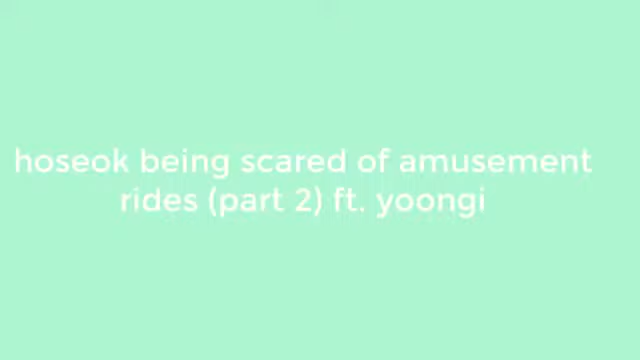 hoseok being scared of amusement
rides (part 2) ft. yoongi